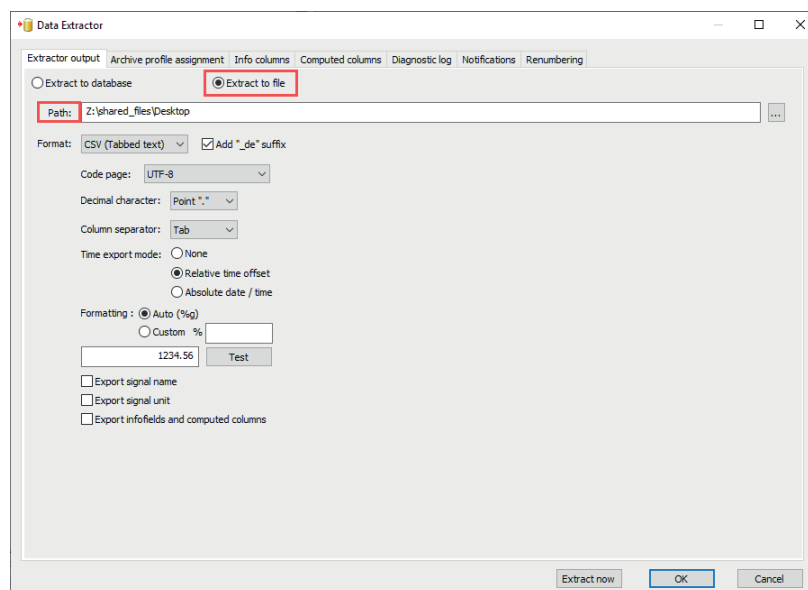 Data Extractor
Extractor output Archive profile assignment Info columns Computed columns Diagnostic log Notifications Renumbering
Extract to database Extract to file
Path: Z:\shared_files\Desktop ...
Format: CSV (Tabbed text) Add "_de" suffix
Code page: UTF-8
Decimal character: Point "."
Column separator: Tab
Time export mode: None
Relative time offset
Absolute date / time
Formatting : Auto (%g)
Custom %
1234.56 Test
Export signal name
Export signal unit
Export infofields and computed columns
Extract now OK Cancel